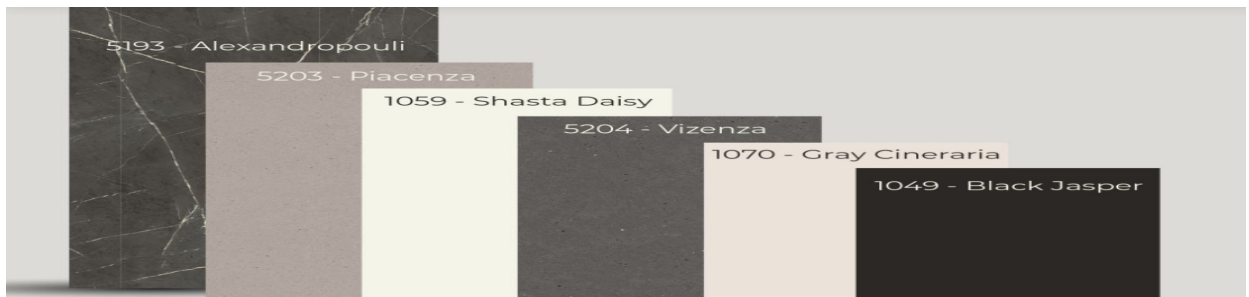 5193 - Alexandropouli
5203 - Piacenza
1059 - Shasta Daisy
5204 - Vizenza
1070 - Gray Cineraria
1049 - Black Jasper